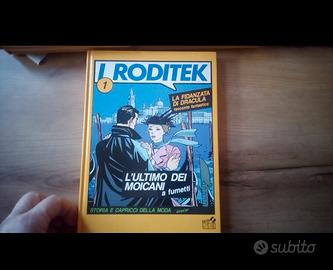 I RODITEK
1
LA FIDANZATA
DI DRACULA
racconto fantastico
L'ULTIMO DEI
MOICANI
a fumetti
STORIA E CAPRICCI DELLA MODA
subito